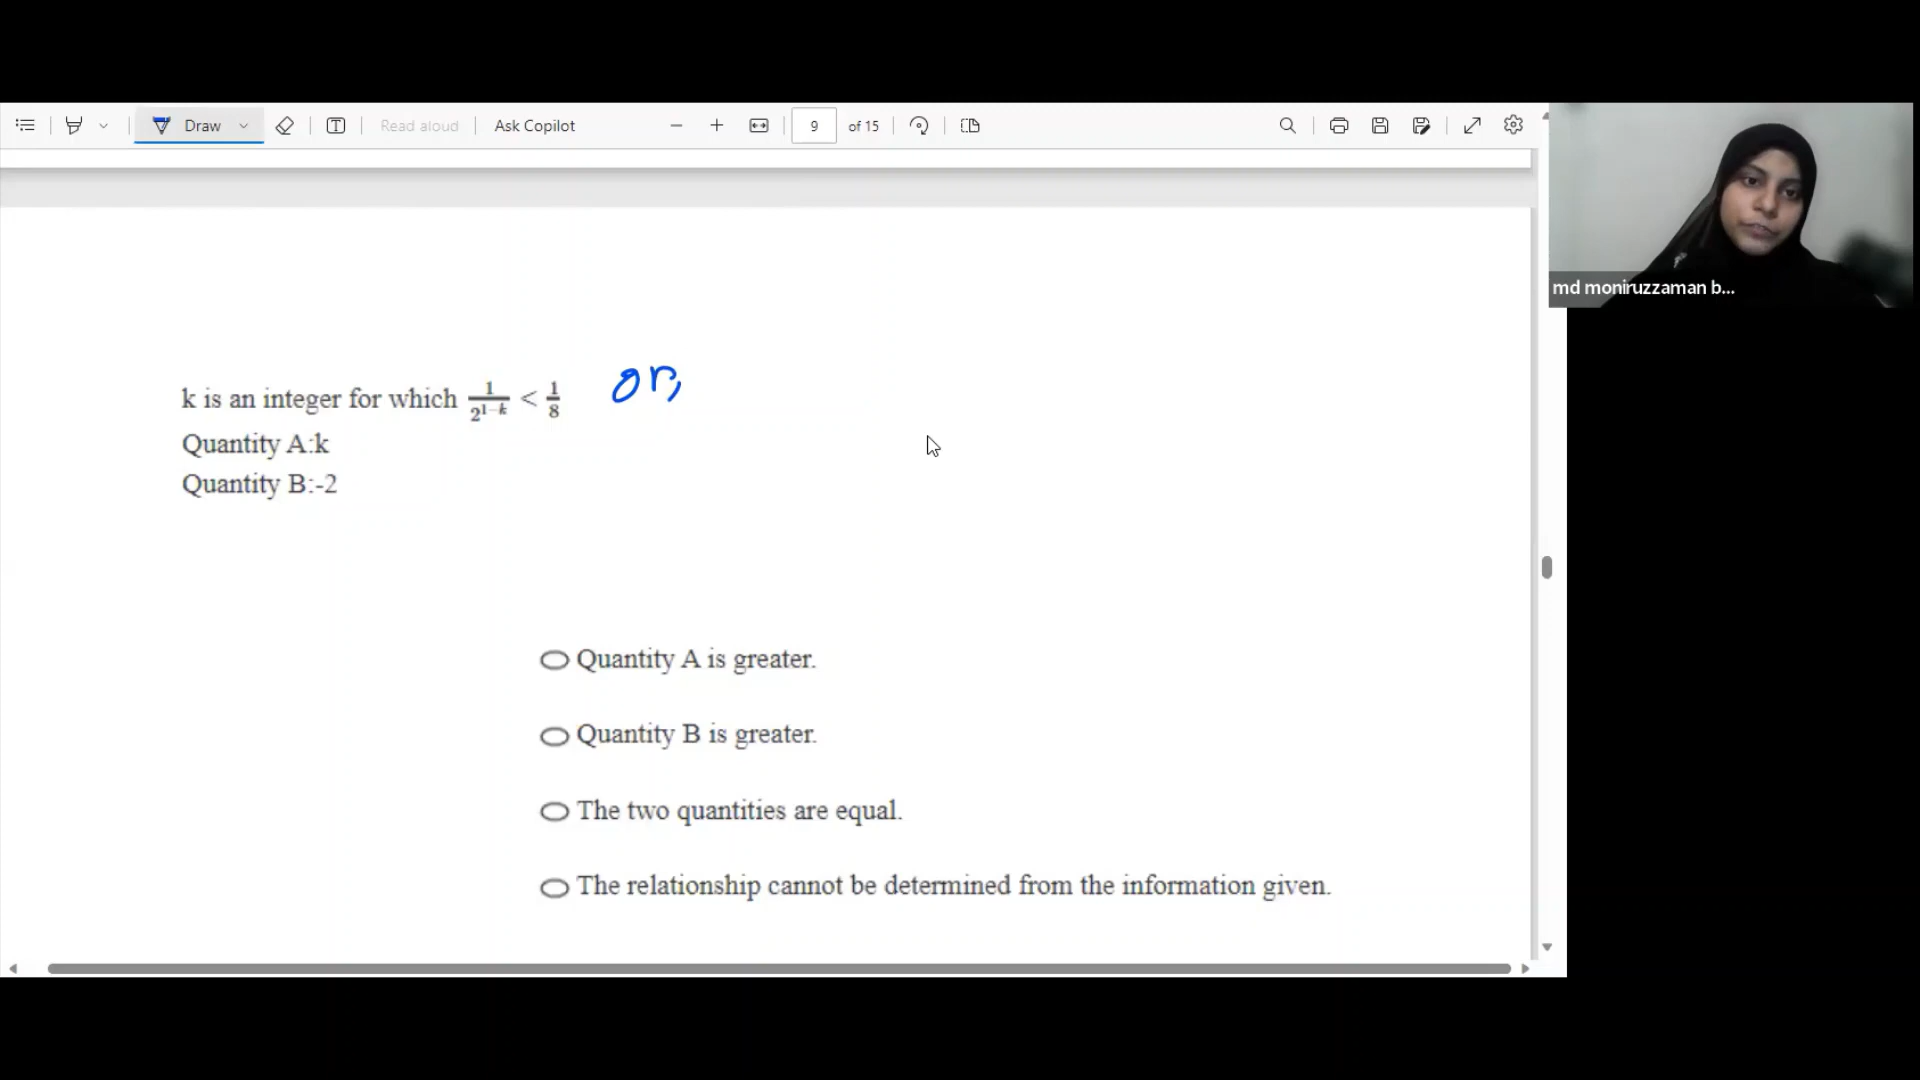 Draw
Read aloud
Ask Copilot
9 of 15
md moniruzzaman b...
k is an integer for which 1/2^(1-k) < 1/8 or,
Quantity A:k
Quantity B:-2
Quantity A is greater.
Quantity B is greater.
The two quantities are equal.
The relationship cannot be determined from the information given.